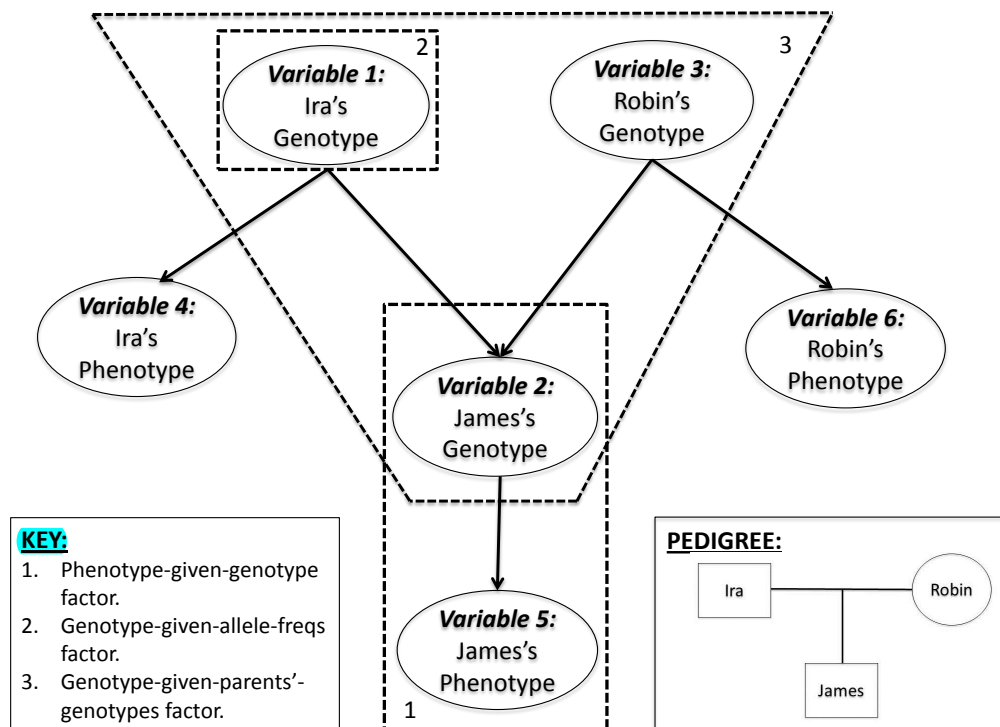 2
3
Variable 1:
Ira's
Genotype
Variable 3:
Robin's
Genotype
Variable 4:
Ira's
Phenotype
Variable 6:
Robin's
Phenotype
Variable 2:
James's
Genotype
Variable 5:
James's
Phenotype
1
KEY:
1. Phenotype-given-genotype
factor.
2. Genotype-given-allele-freqs
factor.
3. Genotype-given-parents'-
genotypes factor.
PEDIGREE:
Ira
Robin
James